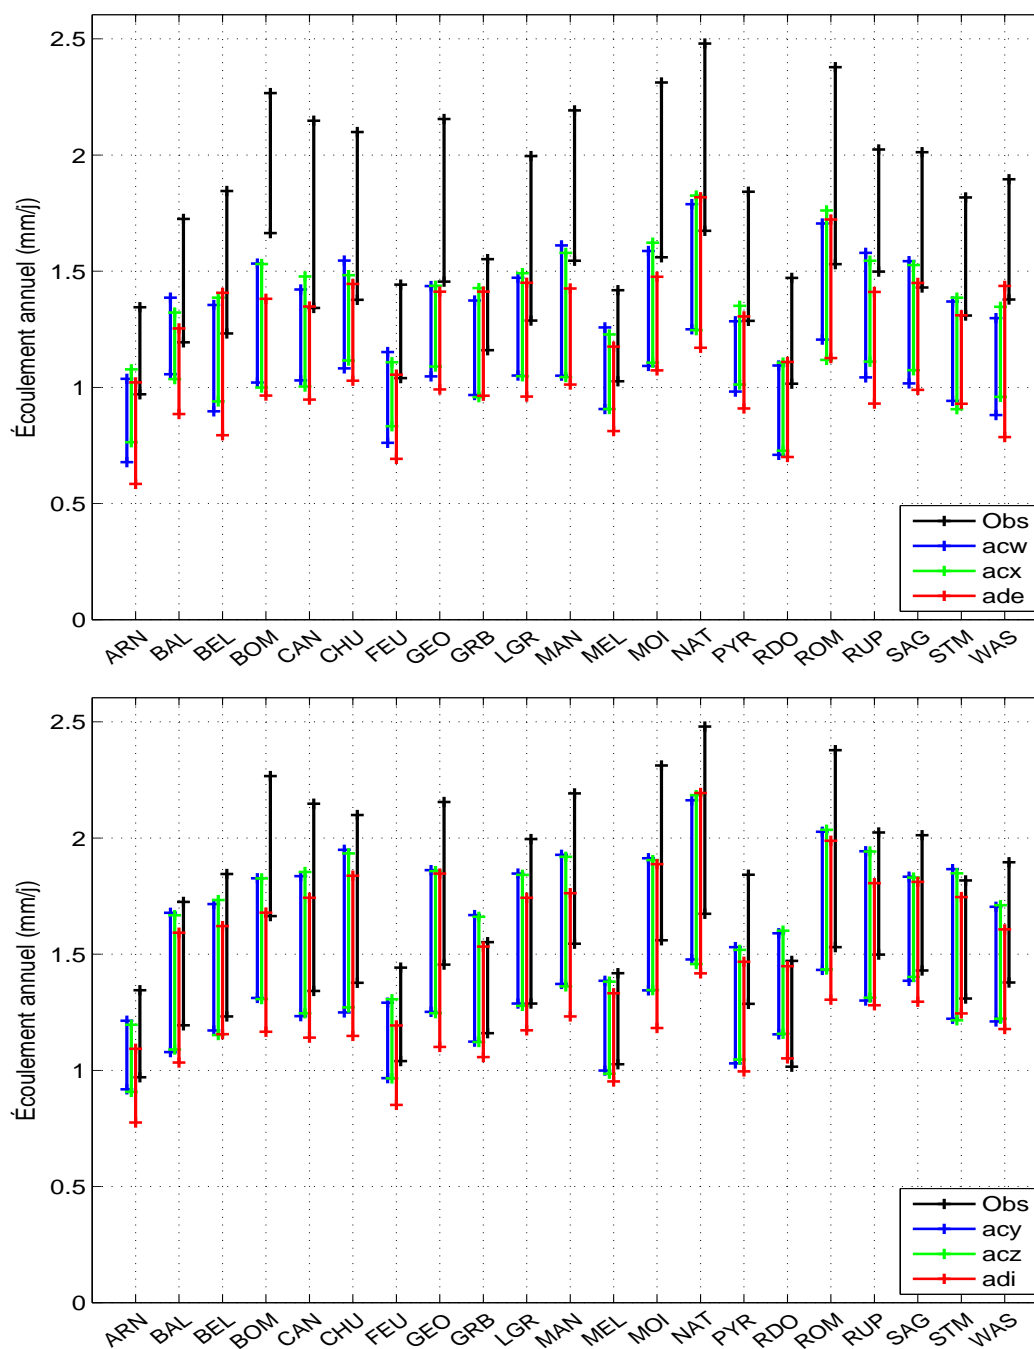 2.5
2
1.5
1
0.5
0
Écoulement annuel (mm/j)
Obs
acw
acx
ade
ARN BAL BEL BOM CAN CHU FEU GEO GRB LGR MAN MEL MOI NAT PYR RDO ROM RUP SAG STM WAS
2.5
2
1.5
1
0.5
0
Écoulement annuel (mm/j)
Obs
acy
acz
adi
ARN BAL BEL BOM CAN CHU FEU GEO GRB LGR MAN MEL MOI NAT PYR RDO ROM RUP SAG STM WAS